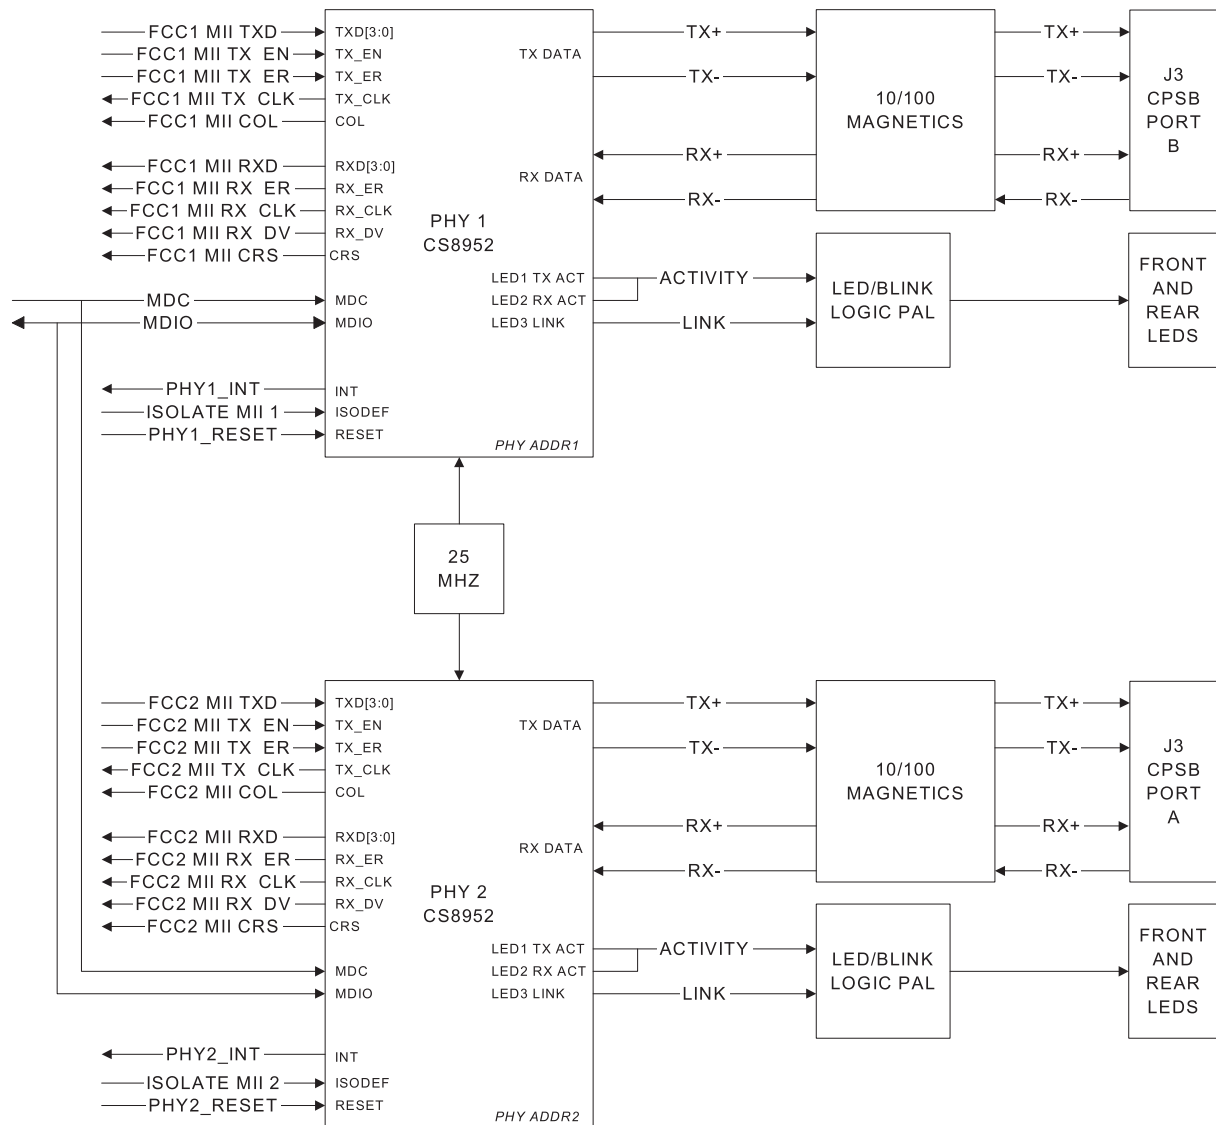 FCC1 MII TXD
FCC1 MII TX EN
FCC1 MII TX ER
FCC1 MII TX CLK
FCC1 MII COL
FCC1 MII RXD
FCC1 MII RX ER
FCC1 MII RX CLK
FCC1 MII RX DV
FCC1 MII CRS
MDC
MDIO
PHY1_INT
ISOLATE MII 1
PHY1_RESET
TXD[3:0]
TX_EN
TX_ER
TX_CLK
COL
RXD[3:0]
RX_ER
RX_CLK
RX_DV
CRS
MDC
MDIO
INT
ISODEF
RESET
PHY 1
CS8952
TX DATA
RX DATA
LED1 TX ACT
LED2 RX ACT
LED3 LINK
PHY ADDR1
TX+
TX-
RX+
RX-
ACTIVITY
LINK
10/100
MAGNETICS
LED/BLINK
LOGIC PAL
TX+
TX-
RX+
RX-
J3
CPSB
PORT
B
FRONT
AND
REAR
LEDS
25
MHZ
FCC2 MII TXD
FCC2 MII TX EN
FCC2 MII TX ER
FCC2 MII TX CLK
FCC2 MII COL
FCC2 MII RXD
FCC2 MII RX ER
FCC2 MII RX CLK
FCC2 MII RX DV
FCC2 MII CRS
PHY2_INT
ISOLATE MII 2
PHY2_RESET
TXD[3:0]
TX_EN
TX_ER
TX_CLK
COL
RXD[3:0]
RX_ER
RX_CLK
RX_DV
CRS
MDC
MDIO
INT
ISODEF
RESET
PHY 2
CS8952
TX DATA
RX DATA
LED1 TX ACT
LED2 RX ACT
LED3 LINK
PHY ADDR2
TX+
TX-
RX+
RX-
ACTIVITY
LINK
10/100
MAGNETICS
LED/BLINK
LOGIC PAL
TX+
TX-
RX+
RX-
J3
CPSB
PORT
A
FRONT
AND
REAR
LEDS